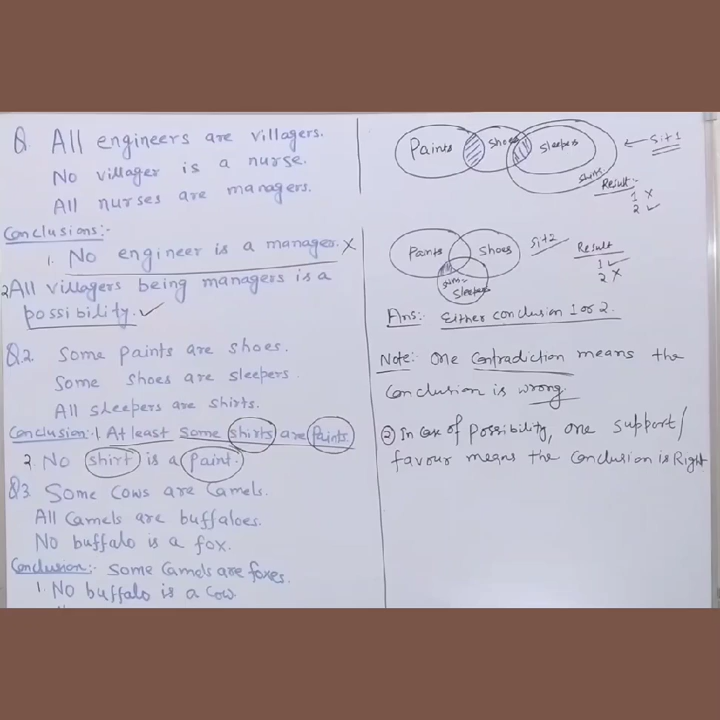 Q. All engineers are villagers.
No villager is a nurse.
All nurses are managers.
Conclusions:-
1. No engineer is a manager. X
2 All villagers being managers is a
possibility. ✓
Q.2. Some paints are shoes.
Some shoes are sleepers.
All sleepers are shirts.
Conclusion: 1 At least some shirts are Paints.
2. No shirt is a paint.
Q3 Some cows are Camels.
All Camels are buffaloes.
No buffalo is a fox.
Conclusion:- Some Camels are foxes.
1. No buffalo is a cow
Paints shoes sleepers
← sit 1
Result:-
1 X
2 ✓
Paints Shoes
sit 2
Sleepers
Result
1 ✓
2 X
Ans: Either conclusion 1 or 2.
Note: One Contradiction means the
Conclusion is wrong.
② In Case of Possibility, one support/
favour means the Conclusion is Right